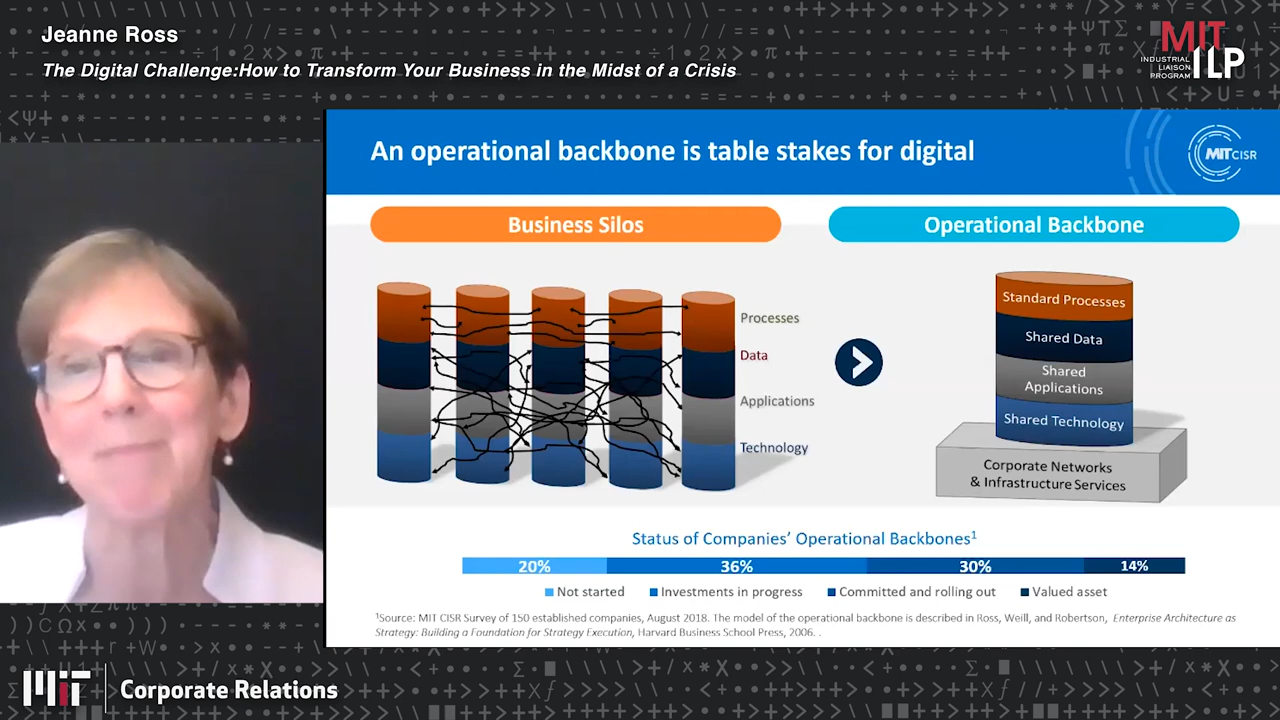 Jeanne Ross
The Digital Challenge:How to Transform Your Business in the Midst of a Crisis
MIT
INDUSTRIAL
LIAISON
PROGRAM
ILP
An operational backbone is table stakes for digital
MIT CISR
Business Silos
Operational Backbone
Processes
Data
Applications
Technology
Standard Processes
Shared Data
Shared
Applications
Shared Technology
Corporate Networks
& Infrastructure Services
Status of Companies' Operational Backbones1
20% 36% 30% 14%
Not started Investments in progress Committed and rolling out Valued asset
1Source: MIT CISR Survey of 150 established companies, August 2018. The model of the operational backbone is described in Ross, Weill, and Robertson, Enterprise Architecture as
Strategy: Building a Foundation for Strategy Execution, Harvard Business School Press, 2006. .
MIT Corporate Relations